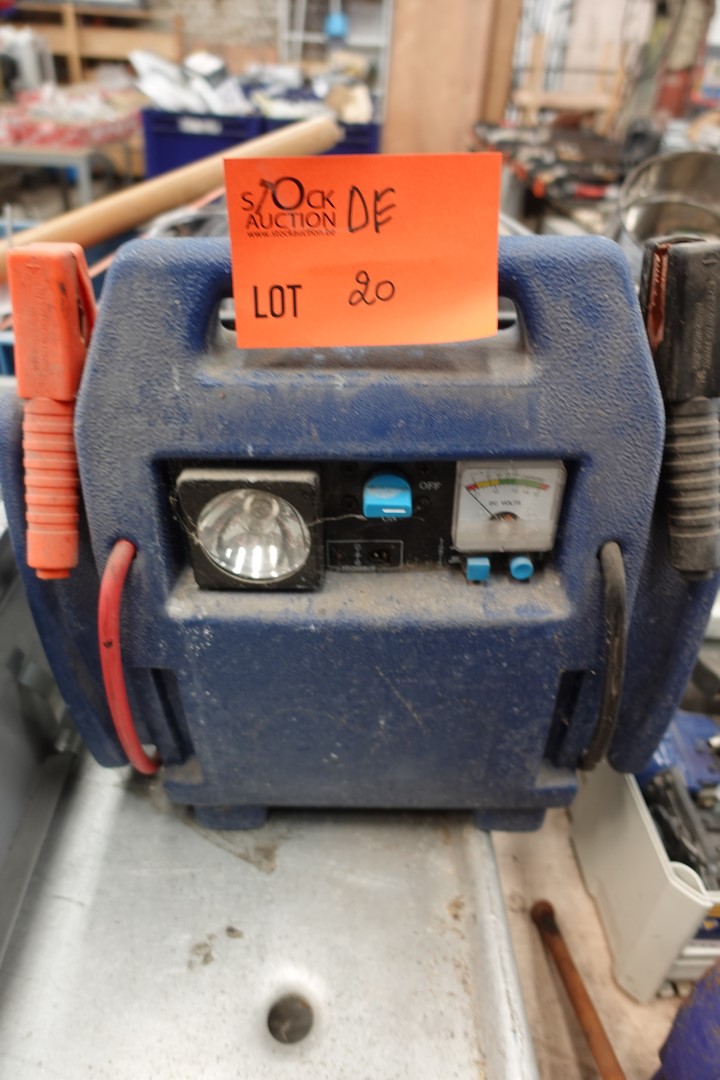 STOCK DE
AUCTION
www.stockauction.be
LOT 20
OFF
DC VOLTS